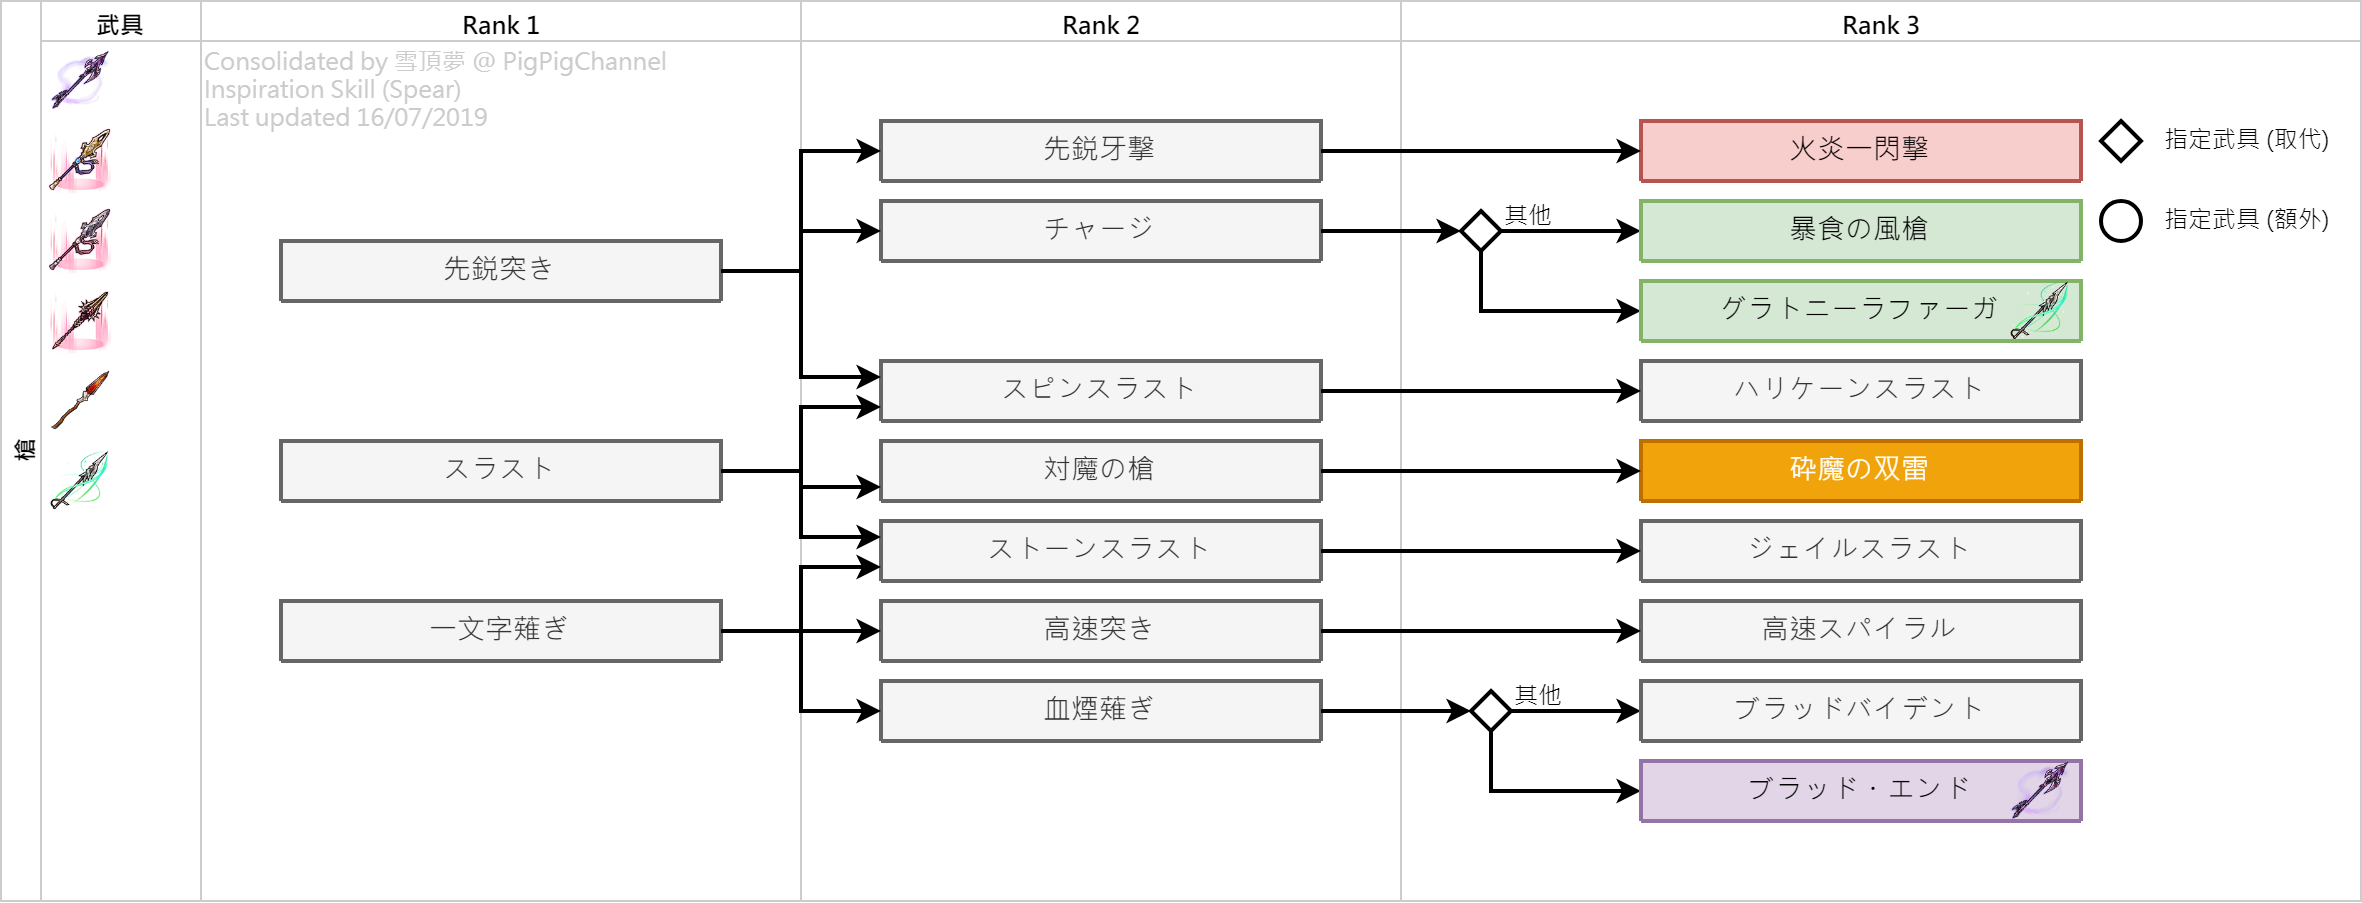 武具
Rank 1
Rank 2
Rank 3
Consolidated by 雪頂夢 @ PigPigChannel
Inspiration Skill (Spear)
Last updated 16/07/2019
槍
先鋭突き
スラスト
一文字薙ぎ
先鋭牙撃
チャージ
スピンスラスト
対魔の槍
ストーンスラスト
高速突き
血煙薙ぎ
其他
其他
火炎一閃撃
暴食の風槍
グラトニーラファーガ
ハリケーンスラスト
砕魔の双雷
ジェイルスラスト
高速スパイラル
ブラッドバイデント
ブラッド・エンド
指定武具 (取代)
指定武具 (額外)